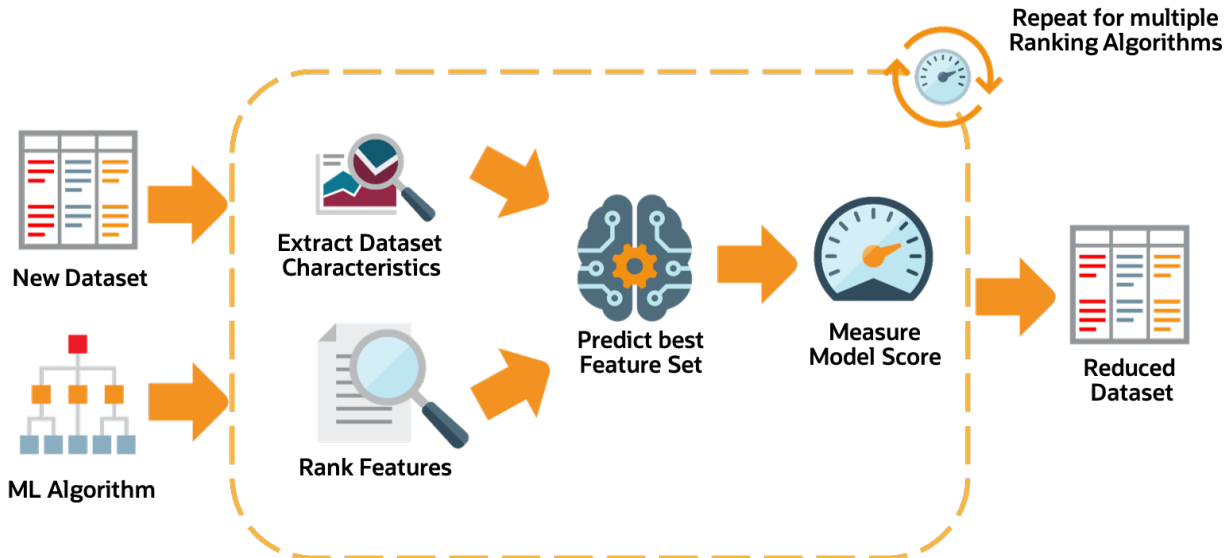 Repeat for multiple
Ranking Algorithms
New Dataset
Extract Dataset
Characteristics
Predict best
Feature Set
Measure
Model Score
Reduced
Dataset
ML Algorithm
Rank Features